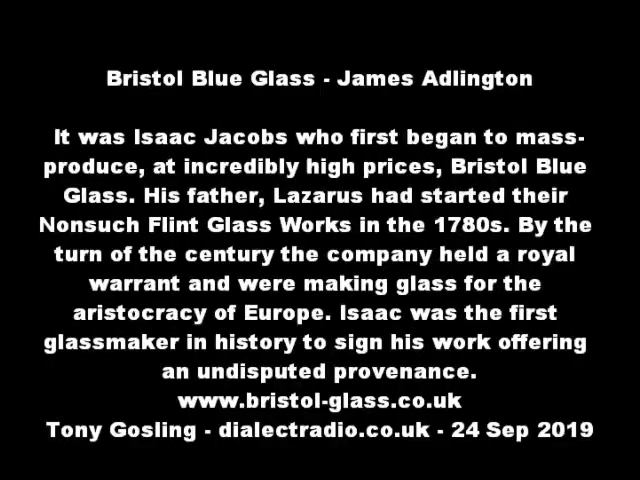 Bristol Blue Glass - James Adlington
It was Isaac Jacobs who first began to mass-
produce, at incredibly high prices, Bristol Blue
Glass. His father, Lazarus had started their
Nonsuch Flint Glass Works in the 1780s. By the
turn of the century the company held a royal
warrant and were making glass for the
aristocracy of Europe. Isaac was the first
glassmaker in history to sign his work offering
an undisputed provenance.
www.bristol-glass.co.uk
Tony Gosling - dialectradio.co.uk - 24 Sep 2019